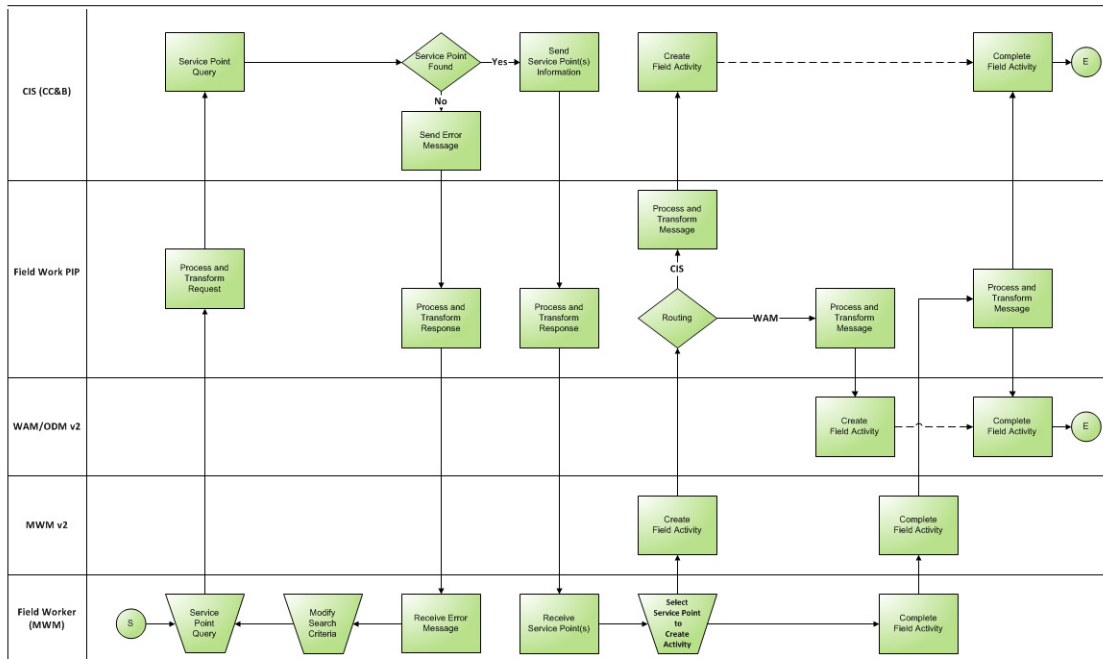 CIS (CC&B)
Service Point
Query
Service Point
Found
Yes
No
Send
Service Point(s)
Information
Send Error
Message
Create
Field Activity
Complete
Field Activity
E
Field Work PIP
Process and
Transform
Request
Process and
Transform
Response
Process and
Transform
Response
Process and
Transform
Message
CIS
Routing
WAM
Process and
Transform
Message
Process and
Transform
Message
WAM/ODM v2
Create
Field Activity
Complete
Field Activity
E
MWM v2
Create
Field Activity
Complete
Field Activity
Field Worker
(MWM)
S
Service
Point
Query
Modify
Search
Criteria
Receive Error
Message
Receive
Service Point(s)
Select
Service Point
to
Create
Activity
Complete
Field Activity